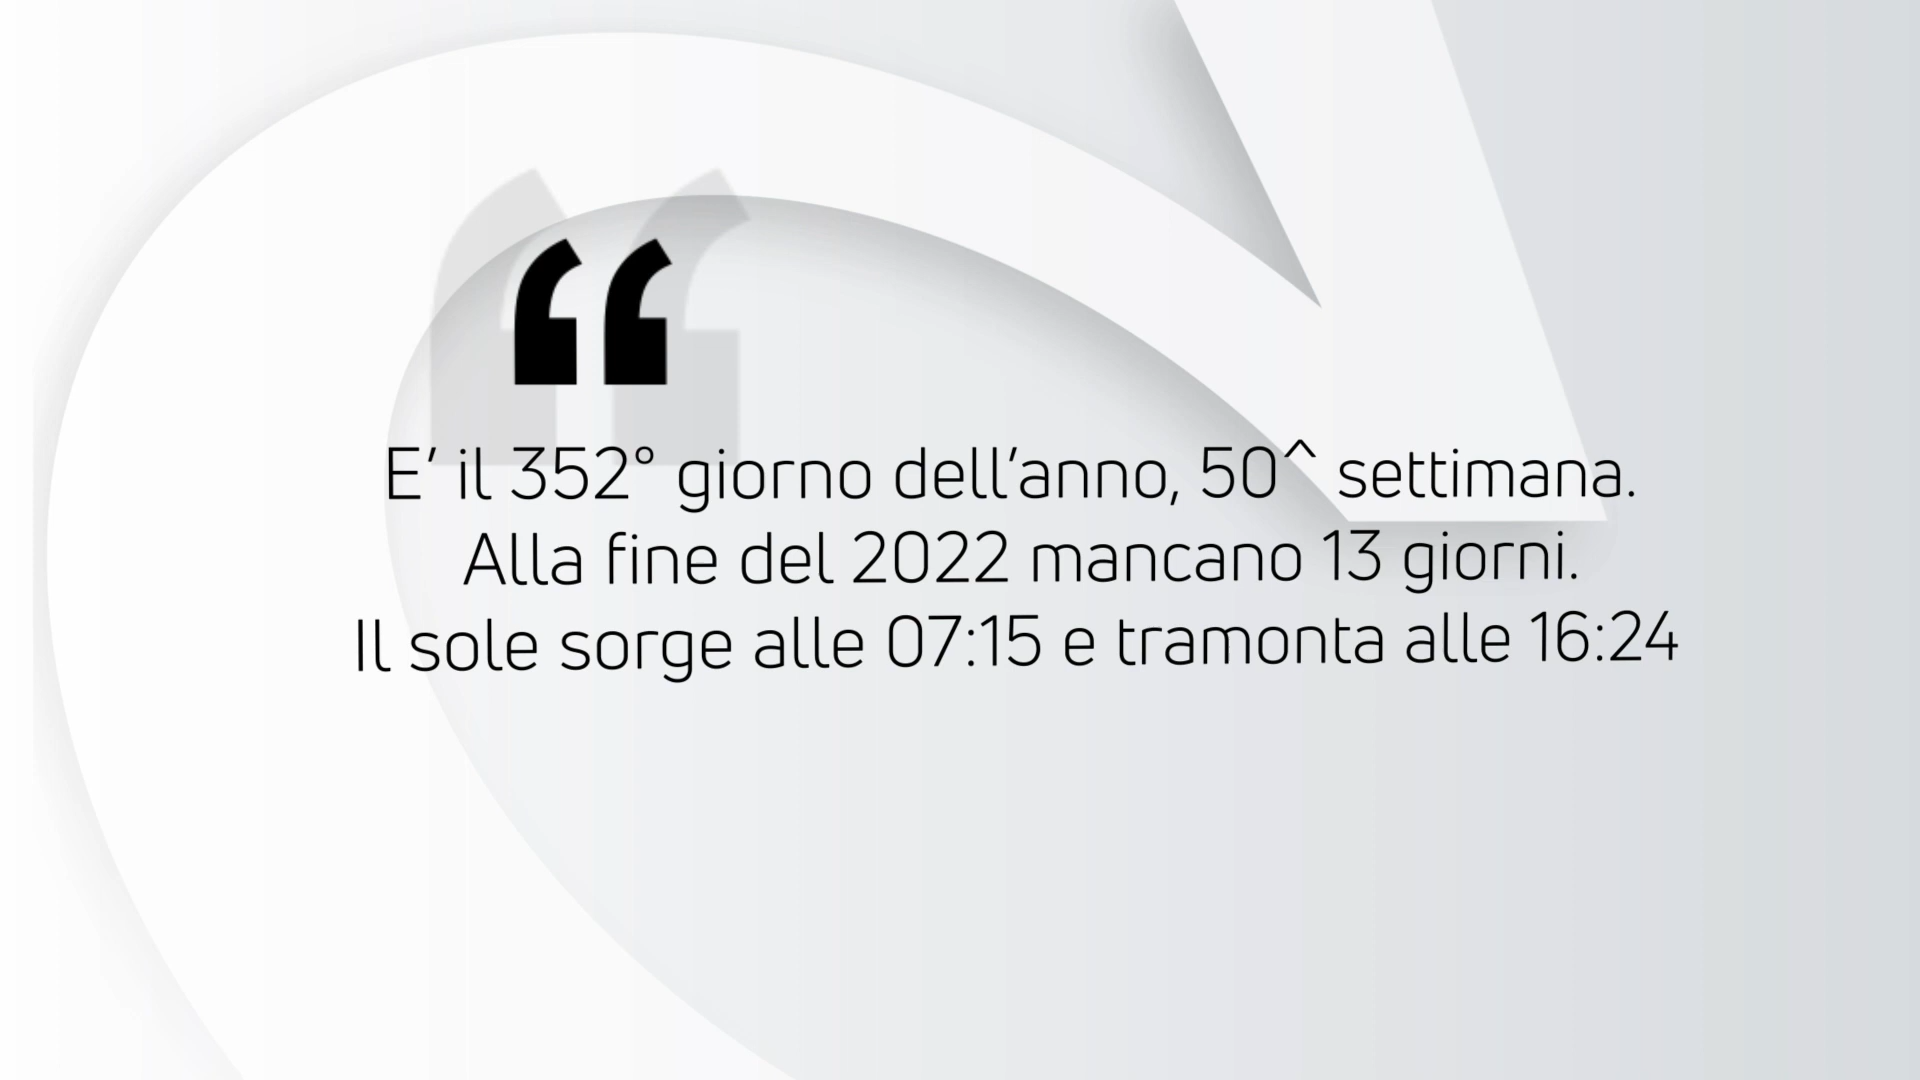 E’ il 352° giorno dell’anno, 50^ settimana.
Alla fine del 2022 mancano 13 giorni.
Il sole sorge alle 07:15 e tramonta alle 16:24